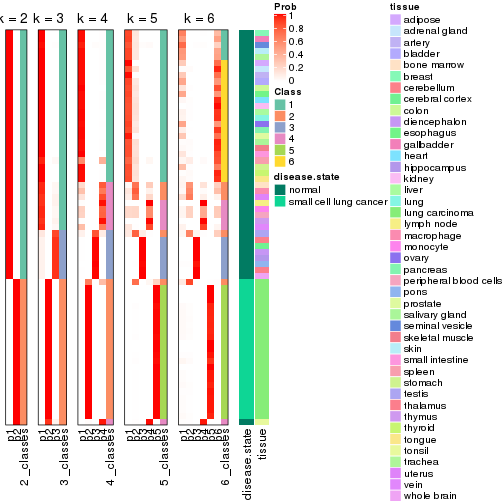 k = 2
k = 3
k = 4
k = 5
k = 6
p1
p2
2_classes
p1
p2
p3
3_classes
p1
p2
p3
p4
4_classes
p1
p2
p3
p4
p5
5_classes
p1
p2
p3
p4
p5
p6
6_classes
disease.state
tissue
Prob
1
0.8
0.6
0.4
0.2
0
Class
1
2
3
4
5
6
disease.state
normal
small cell lung cancer
tissue
adipose
adrenal gland
artery
bladder
bone marrow
breast
cerebellum
cerebral cortex
colon
diencephalon
esophagus
gallbladder
heart
hippocampus
kidney
liver
lung
lung carcinoma
lymph node
macrophage
monocyte
ovary
pancreas
peripheral blood cells
pons
prostate
salivary gland
seminal vesicle
skeletal muscle
skin
small intestine
spleen
stomach
testis
thalamus
thymus
thyroid
tongue
tonsil
trachea
uterus
vein
whole brain